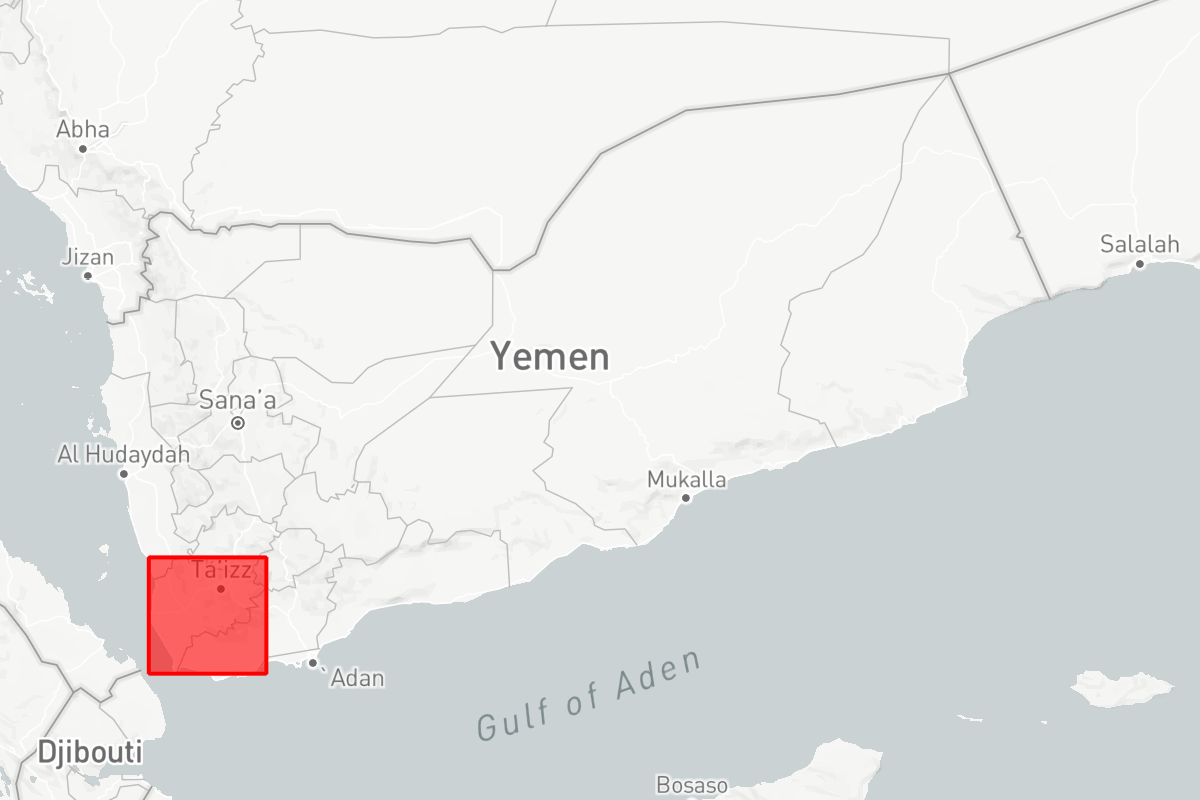 Abha
Jizan
Salalah
Yemen
Sana’a
Al Hudaydah
Mukalla
Ta‘izz
Gulf of Aden
‘Adan
Djibouti
Bosaso